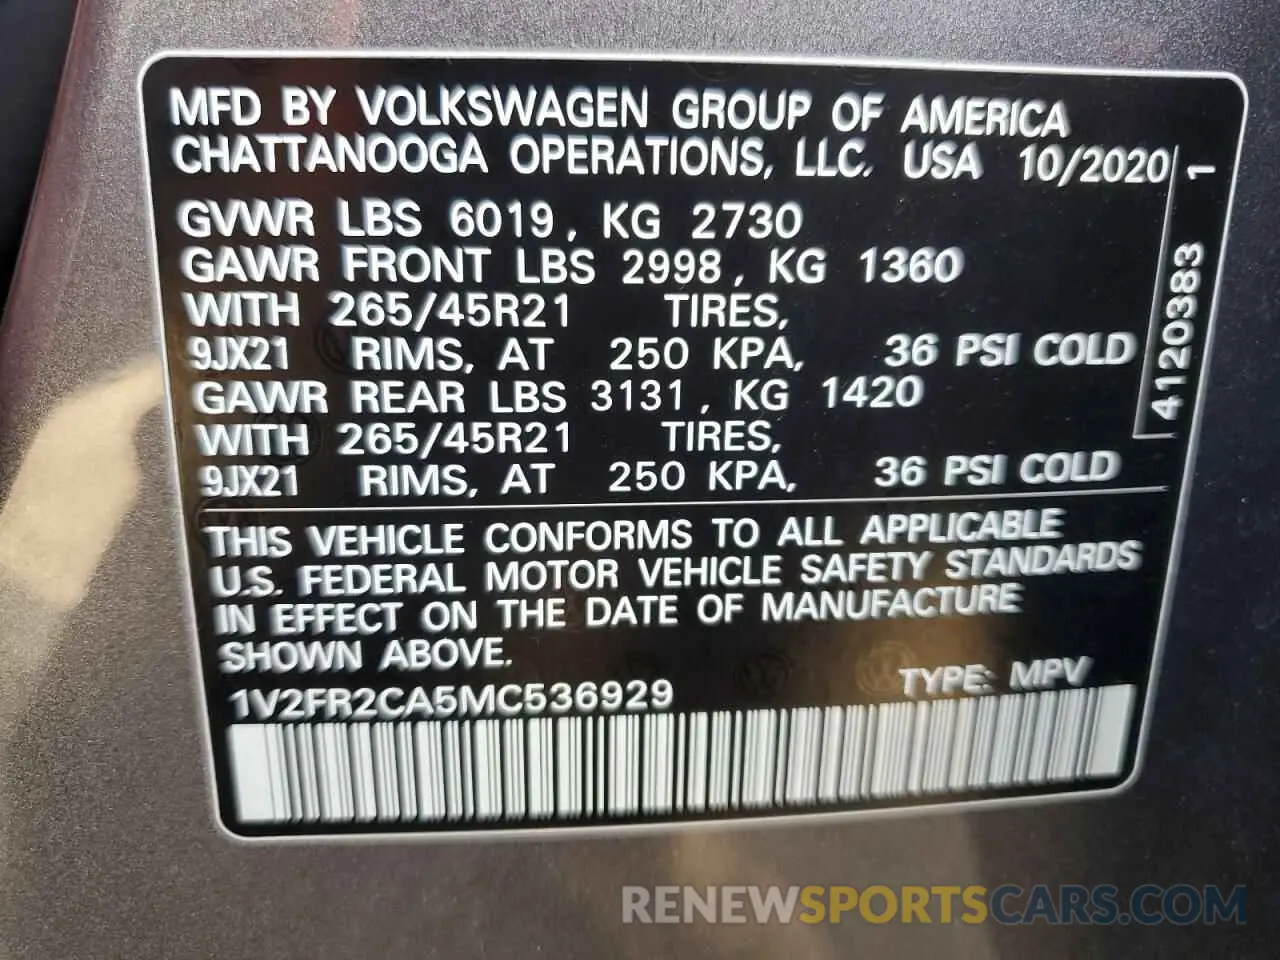 MFD BY VOLKSWAGEN GROUP OF AMERICA
CHATTANOOGA OPERATIONS, LLC. USA 10/2020
GVWR LBS 6019, KG 2730
GAWR FRONT LBS 2998, KG 1360
WITH 265/45R21 TIRES,
9JX21 RIMS, AT 250 KPA, 36 PSI COLD
GAWR REAR LBS 3131, KG 1420
WITH 265/45R21 TIRES,
9JX21 RIMS, AT 250 KPA, 36 PSI COLD
4120383 1
THIS VEHICLE CONFORMS TO ALL APPLICABLE
U.S. FEDERAL MOTOR VEHICLE SAFETY STANDARDS
IN EFFECT ON THE DATE OF MANUFACTURE
SHOWN ABOVE.
1V2FR2CA5MC536929 TYPE: MPV
RENEWSPORTSCARS.COM